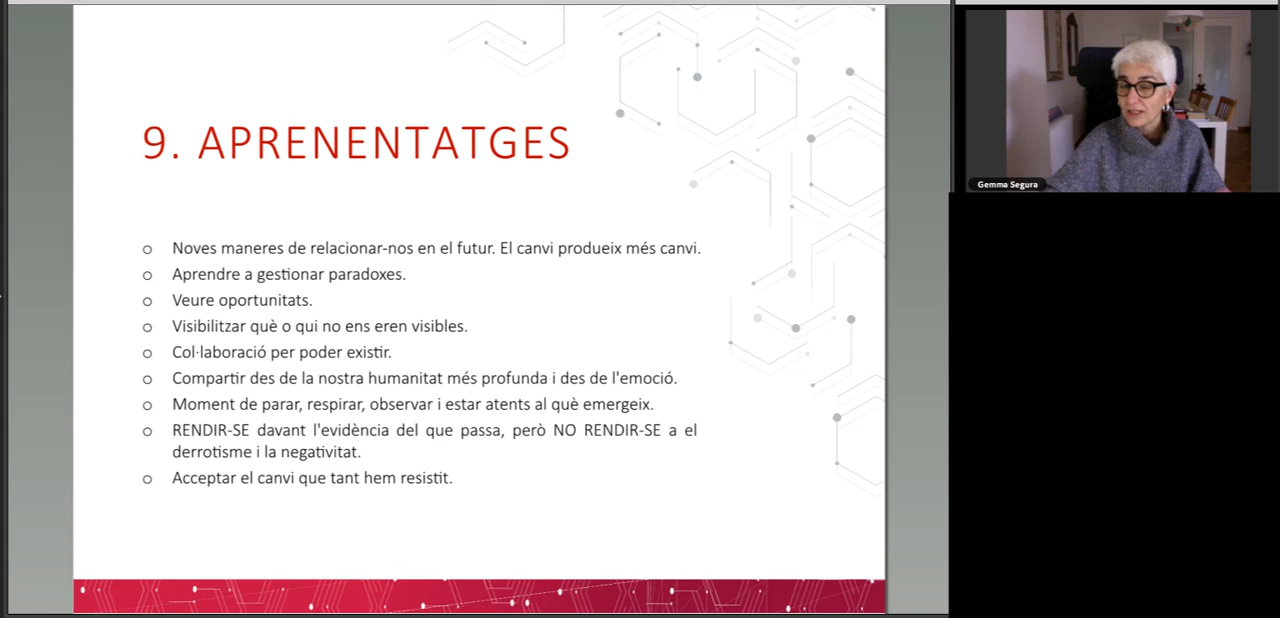 9. APRENENTATGES
o Noves maneres de relacionar-nos en el futur. El canvi produeix més canvi.
o Aprendre a gestionar paradoxes.
o Veure oportunitats.
o Visibilitzar què o qui no ens eren visibles.
o Col·laboració per poder existir.
o Compartir des de la nostra humanitat més profunda i des de l'emoció.
o Moment de parar, respirar, observar i estar atents al què emergeix.
o RENDIR-SE davant l'evidència del que passa, però NO RENDIR-SE a el
derrotisme i la negativitat.
o Acceptar el canvi que tant hem resistit.
Gemma Segura